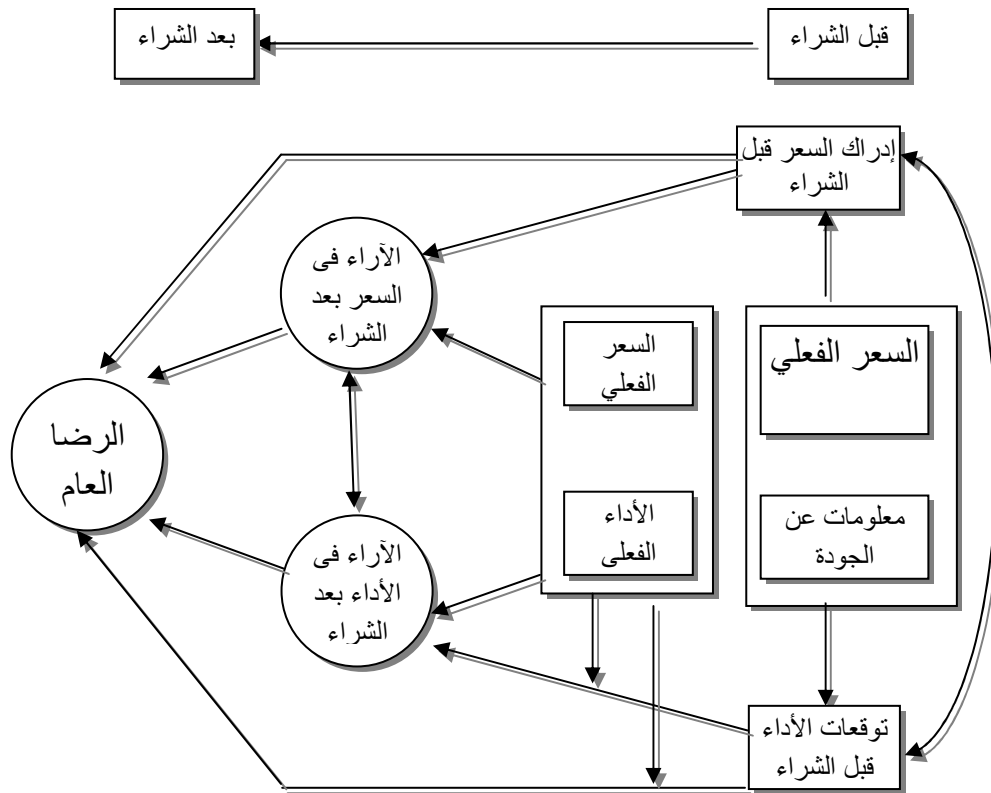 قبل الشراء
بعد الشراء
إدراك السعر قبل
الشراء
الآراء فى
السعر بعد
الشراء
السعر
الفعلي
السعر الفعلي
الرضا
العام
الأداء
الفعلى
معلومات عن
الجودة
الآراء فى
الأداء بعد
الشراء
توقعات الأداء
قبل الشراء